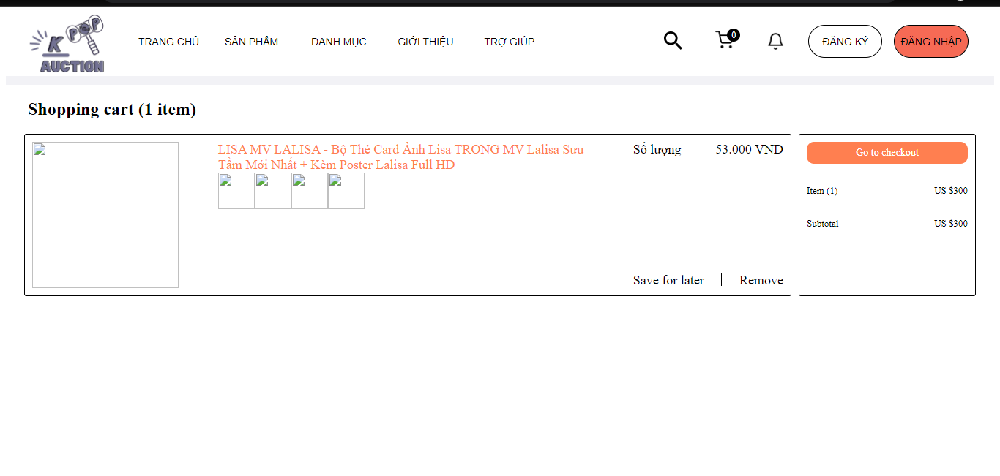 K POP
AUCTION
TRANG CHỦ
SẢN PHẨM
DANH MỤC
GIỚI THIỆU
TRỢ GIÚP
0
ĐĂNG KÝ
ĐĂNG NHẬP
Shopping cart (1 item)
LISA MV LALISA - Bộ Thẻ Card Ảnh Lisa TRONG MV Lalisa Sưu
Tầm Mới Nhất + Kèm Poster Lalisa Full HD
Số lượng
53.000 VND
Save for later
Remove
Go to checkout
Item (1)
US $300
Subtotal
US $300